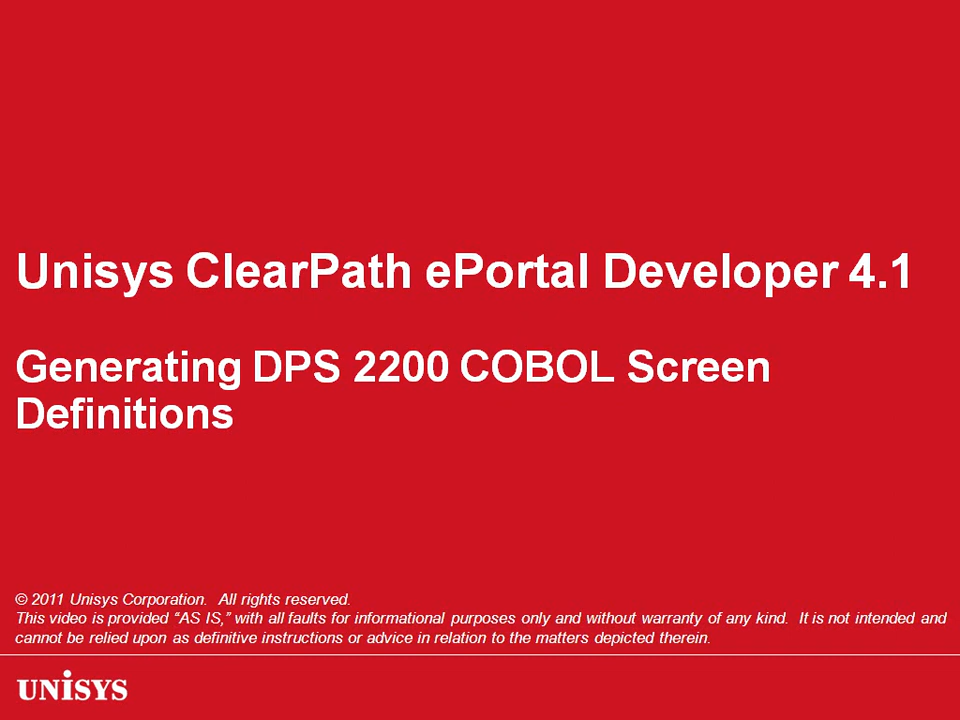 Unisys ClearPath ePortal Developer 4.1
Generating DPS 2200 COBOL Screen
Definitions
© 2011 Unisys Corporation.  All rights reserved.
This video is provided “AS IS,” with all faults for informational purposes only and without warranty of any kind.  It is not intended and
cannot be relied upon as definitive instructions or advice in relation to the matters depicted therein.
UNiSYS